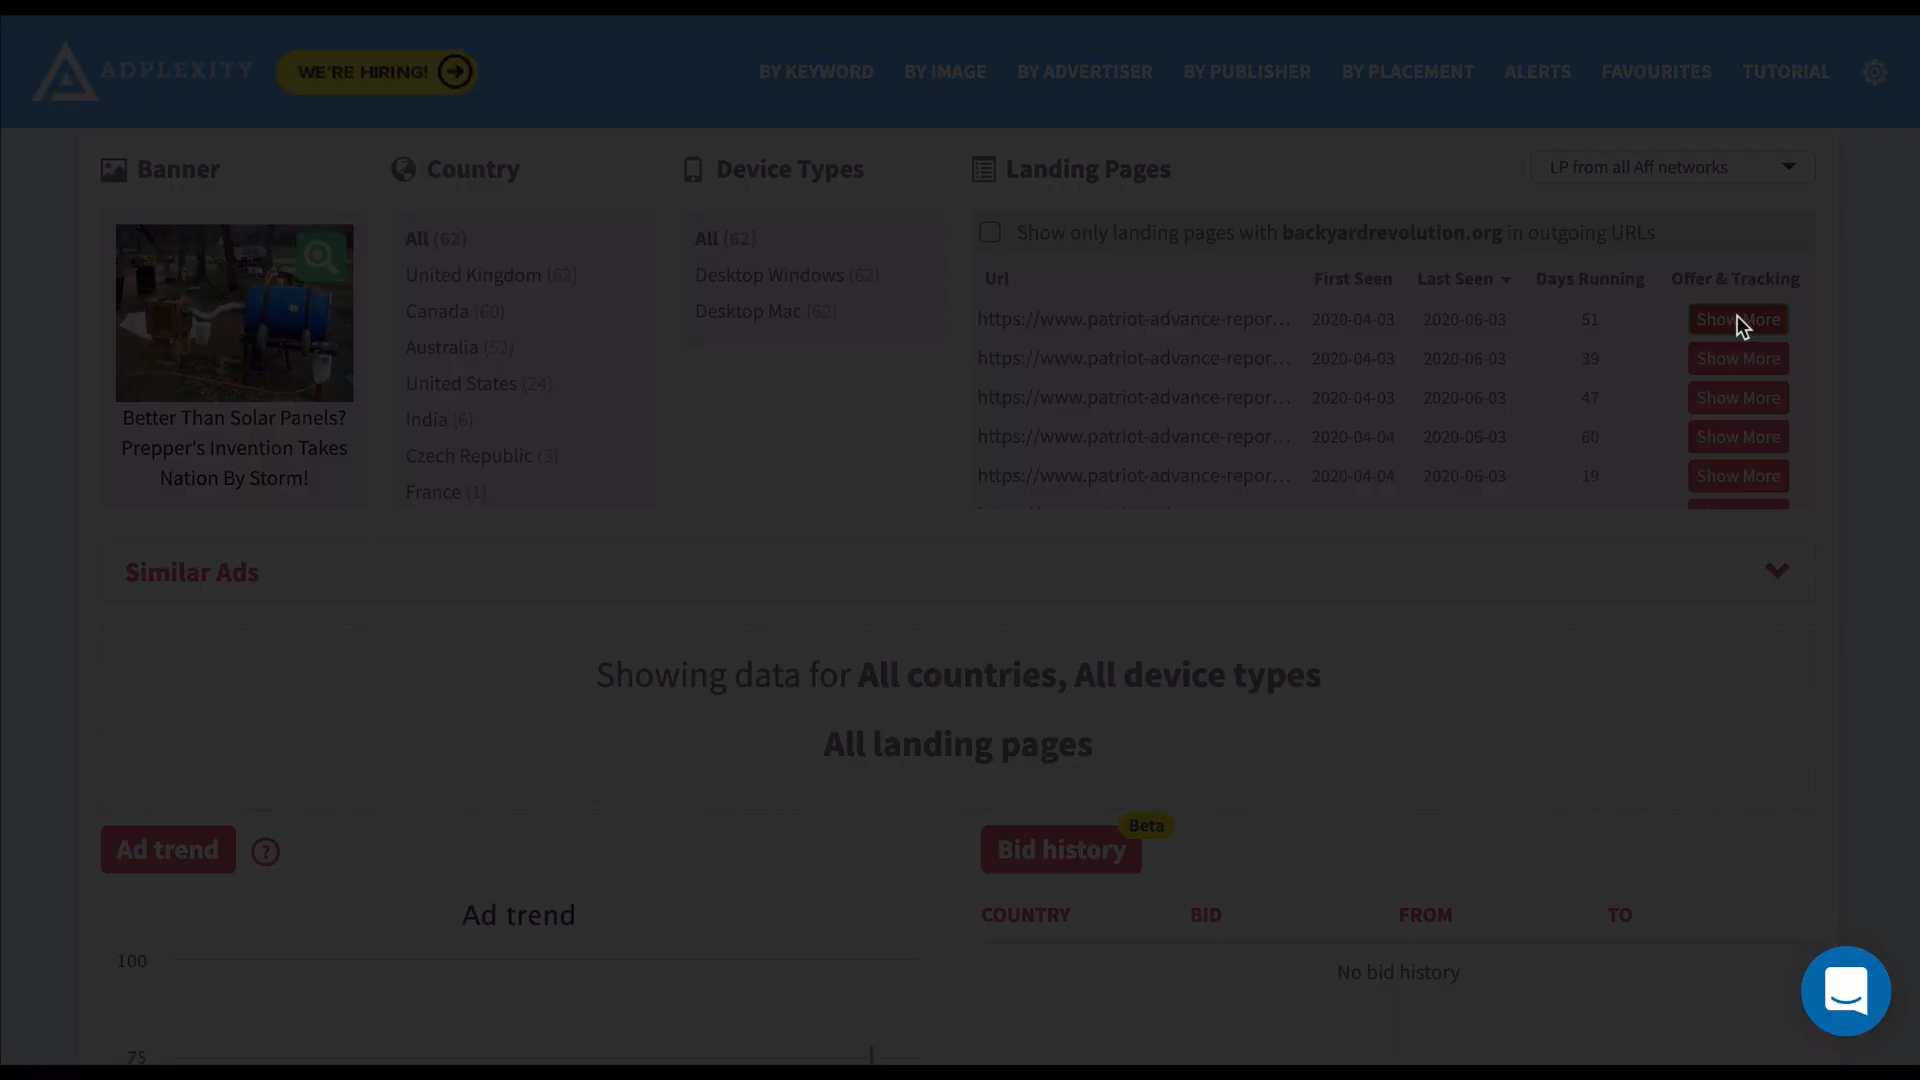 ADPLEXITY
WE'RE HIRING!
BY KEYWORD
BY IMAGE
BY ADVERTISER
BY PUBLISHER
BY PLACEMENT
ALERTS
FAVOURITES
TUTORIAL
Banner
Country
Device Types
Landing Pages
LP from all Aff networks
Better Than Solar Panels?
Prepper's Invention Takes
Nation By Storm!
All (62)
United Kingdom (62)
Canada (60)
Australia (52)
United States (24)
India (6)
Czech Republic (3)
France (1)
All (62)
Desktop Windows (62)
Desktop Mac (62)
Show only landing pages with backyardrevolution.org in outgoing URLs
Url First Seen Last Seen Days Running Offer & Tracking
https://www.patriot-advance-repor... 2020-04-03 2020-06-03 51 Show More
https://www.patriot-advance-repor... 2020-04-03 2020-06-03 39 Show More
https://www.patriot-advance-repor... 2020-04-03 2020-06-03 47 Show More
https://www.patriot-advance-repor... 2020-04-04 2020-06-03 60 Show More
https://www.patriot-advance-repor... 2020-04-04 2020-06-03 19 Show More
Similar Ads
Showing data for All countries, All device types
All landing pages
Ad trend ?
Ad trend
100
75
Bid history
Beta
COUNTRY BID FROM TO
No bid history